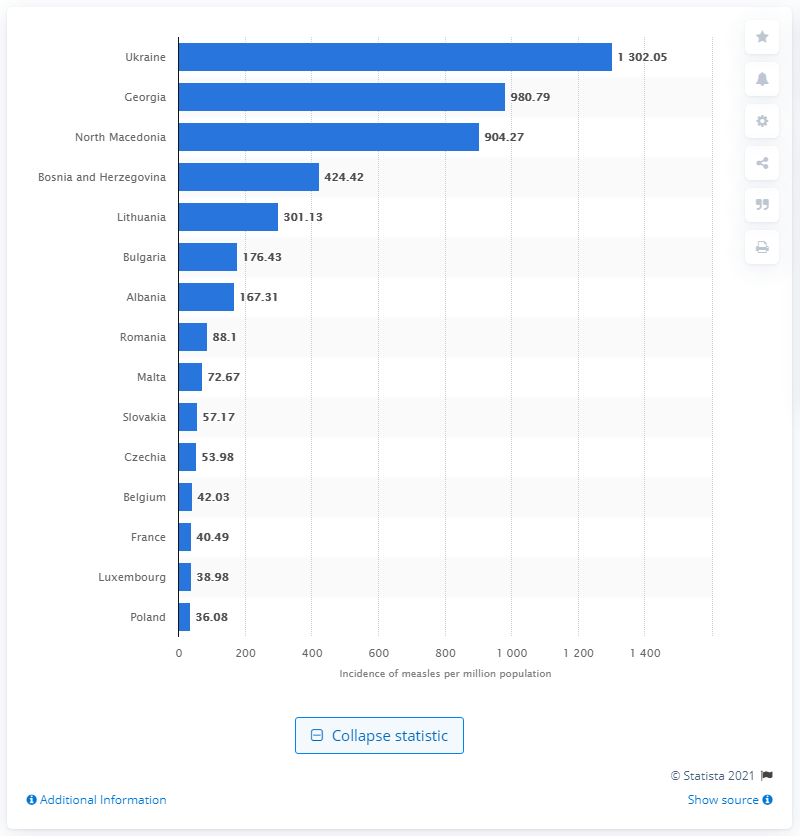 Ukraine 1 302.05
Georgia 980.79
North Macedonia 904.27
Bosnia and Herzegovina 424.42
Lithuania 301.13
Bulgaria 176.43
Albania 167.31
Romania 88.1
Malta 72.67
Slovakia 57.17
Czechia 53.98
Belgium 42.03
France 40.49
Luxembourg 38.98
Poland 36.08
0 200 400 600 800 1 000 1 200 1 400
Incidence of measles per million population
Collapse statistic
© Statista 2021
Additional Information
Show source